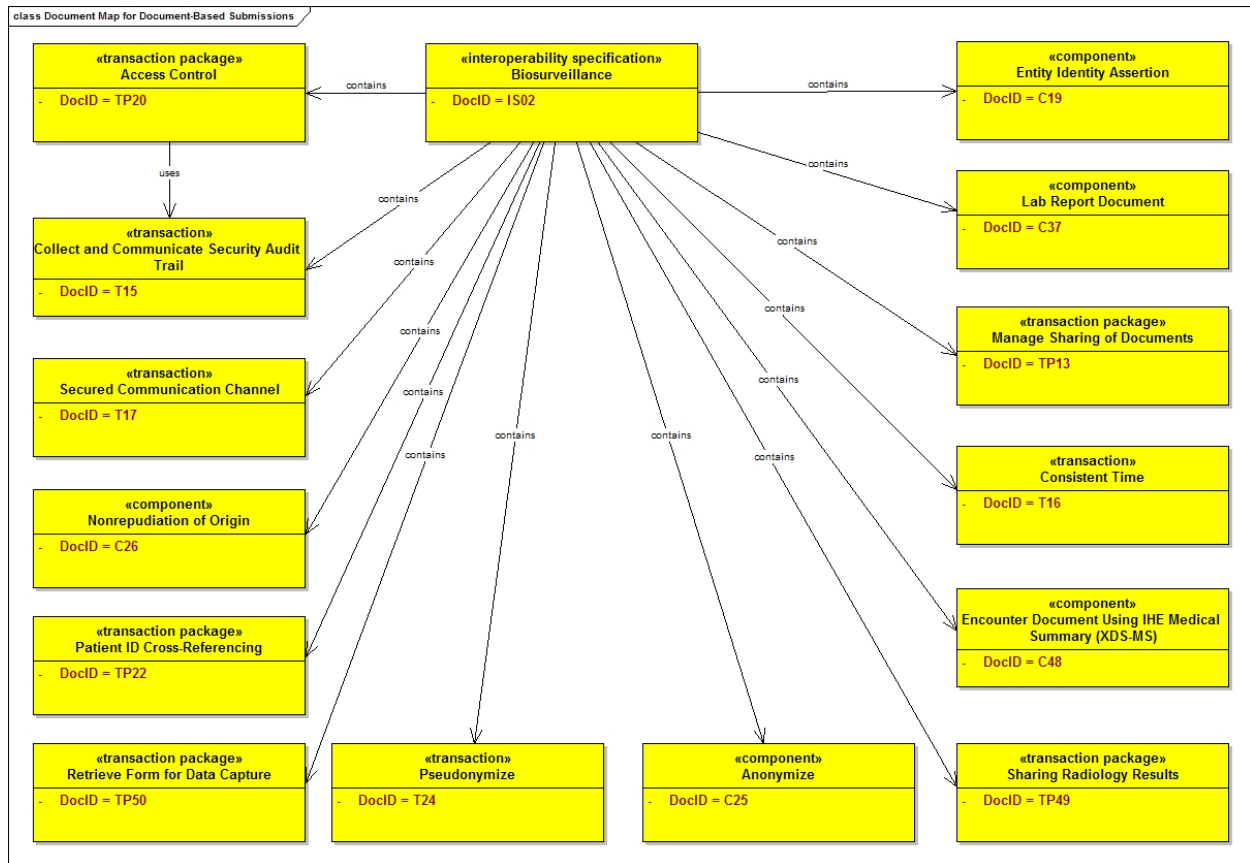 class Document Map for Document-Based Submissions
«transaction package»
Access Control
- DocID = TP20
contains
«interoperability specification»
Biosurveillance
- DocID = IS02
contains
«component»
Entity Identity Assertion
- DocID = C19
uses
contains
«component»
Lab Report Document
- DocID = C37
«transaction»
Collect and Communicate Security Audit
Trail
- DocID = T15
contains
contains
«transaction package»
Manage Sharing of Documents
- DocID = TP13
«transaction»
Secured Communication Channel
- DocID = T17
contains
contains
«transaction»
Consistent Time
- DocID = T16
«component»
Nonrepudiation of Origin
- DocID = C26
contains
contains
«component»
Encounter Document Using IHE Medical
Summary (XDS-MS)
- DocID = C48
«transaction package»
Patient ID Cross-Referencing
- DocID = TP22
contains
contains
contains
contains
contains
«transaction package»
Retrieve Form for Data Capture
- DocID = TP50
«transaction»
Pseudonymize
- DocID = T24
«component»
Anonymize
- DocID = C25
«transaction package»
Sharing Radiology Results
- DocID = TP49